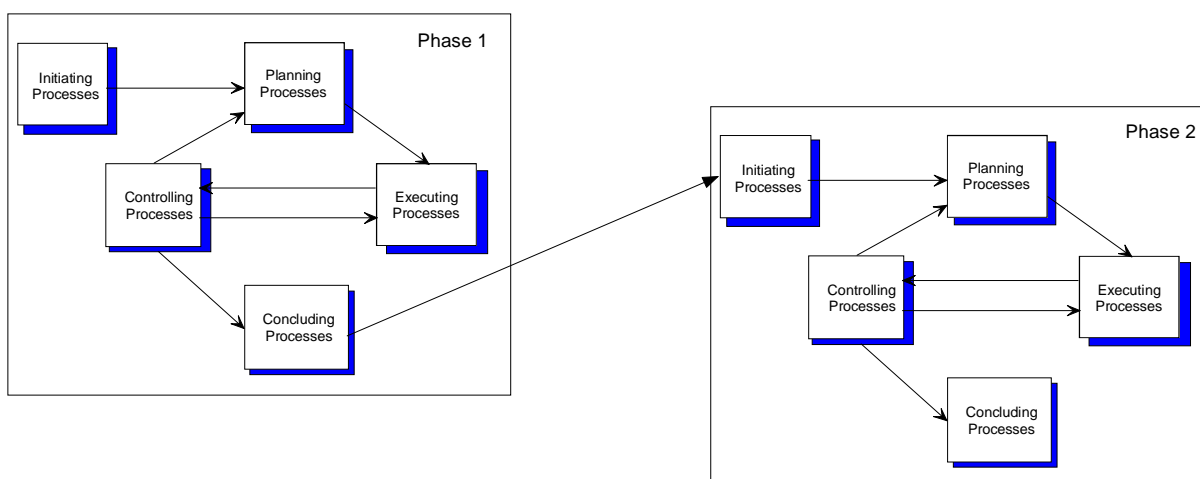 Phase 1
Initiating
Processes
Planning
Processes
Controlling
Processes
Executing
Processes
Concluding
Processes
Phase 2
Initiating
Processes
Planning
Processes
Controlling
Processes
Executing
Processes
Concluding
Processes